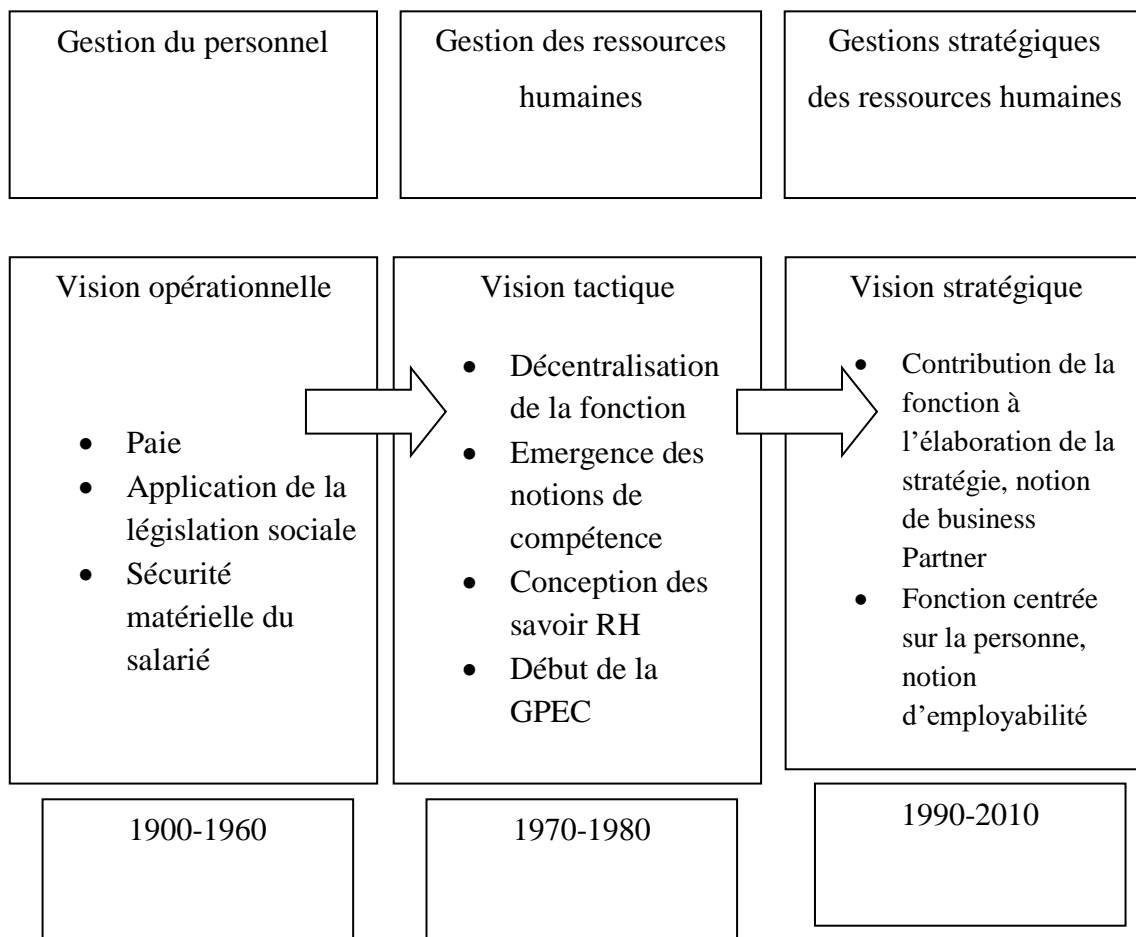 Gestion du personnel
Gestion des ressources
humaines
Gestions stratégiques
des ressources humaines
Vision opérationnelle
• Paie
• Application de la
législation sociale
• Sécurité
matérielle du
salarié
Vision tactique
• Décentralisation
de la fonction
• Emergence des
notions de
compétence
• Conception des
savoir RH
• Début de la
GPEC
Vision stratégique
• Contribution de la
fonction à
l’élaboration de la
stratégie, notion
de business
Partner
• Fonction centrée
sur la personne,
notion
d’employabilité
1900-1960
1970-1980
1990-2010